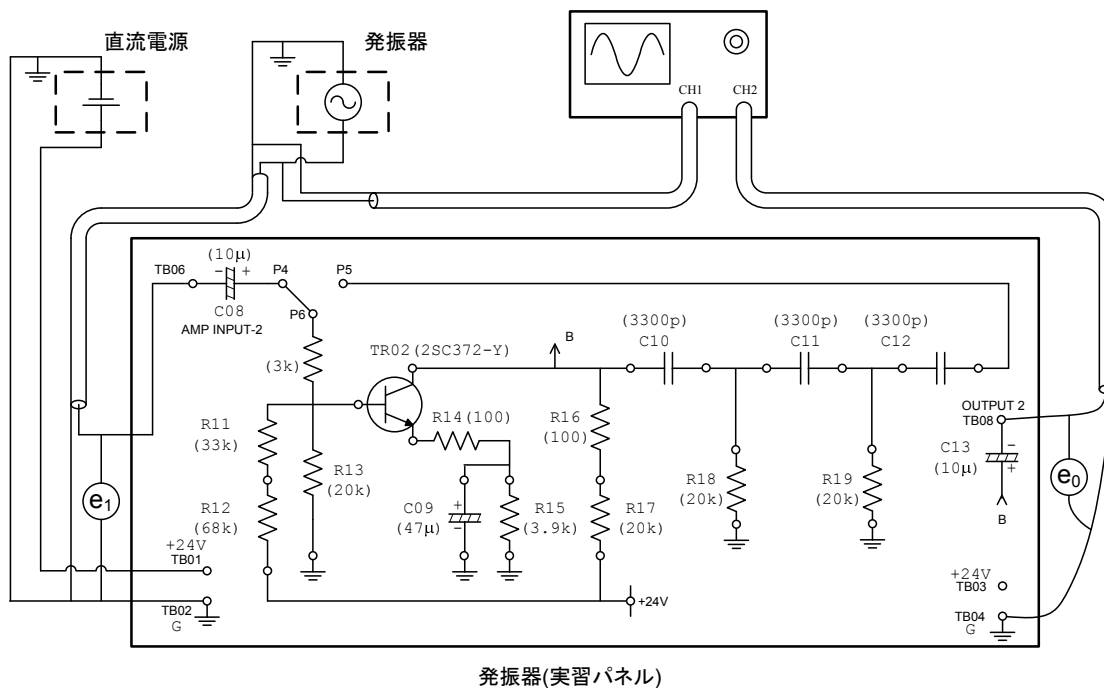 直流電源
発振器
CH1
CH2
(10μ)
TB06
−
+
P4
P5
C08
AMP INPUT-2
P6
(3k)
TR02(2SC372-Y)
B
(3300p)
C10
(3300p)
C11
(3300p)
C12
R11
(33k)
R14(100)
R16
(100)
OUTPUT 2
TB08
R13
(20k)
R12
(68k)
C09
(47μ)
+
−
R15
(3.9k)
R17
(20k)
R18
(20k)
R19
(20k)
C13
(10μ)
−
+
B
e1
e0
+24V
TB01
TB02
G
+24V
+24V
TB03
TB04
G
発振器(実習パネル)